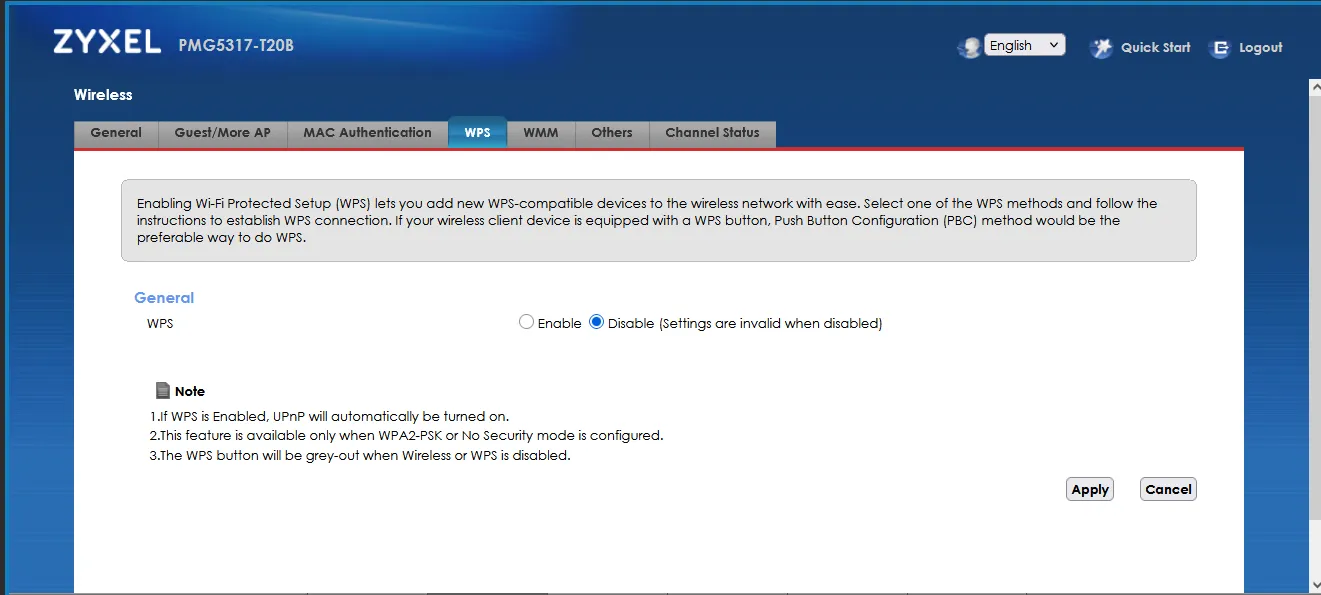 ZYXEL PMG5317-T20B
English Quick Start Logout
Wireless
General Guest/More AP MAC Authentication WPS WMM Others Channel Status
Enabling Wi-Fi Protected Setup (WPS) lets you add new WPS-compatible devices to the wireless network with ease. Select one of the WPS methods and follow the
instructions to establish WPS connection. If your wireless client device is equipped with a WPS button, Push Button Configuration (PBC) method would be the
preferable way to do WPS.
General
WPS Enable Disable (Settings are invalid when disabled)
Note
1.If WPS is Enabled, UPnP will automatically be turned on.
2.This feature is available only when WPA2-PSK or No Security mode is configured.
3.The WPS button will be grey-out when Wireless or WPS is disabled.
Apply Cancel